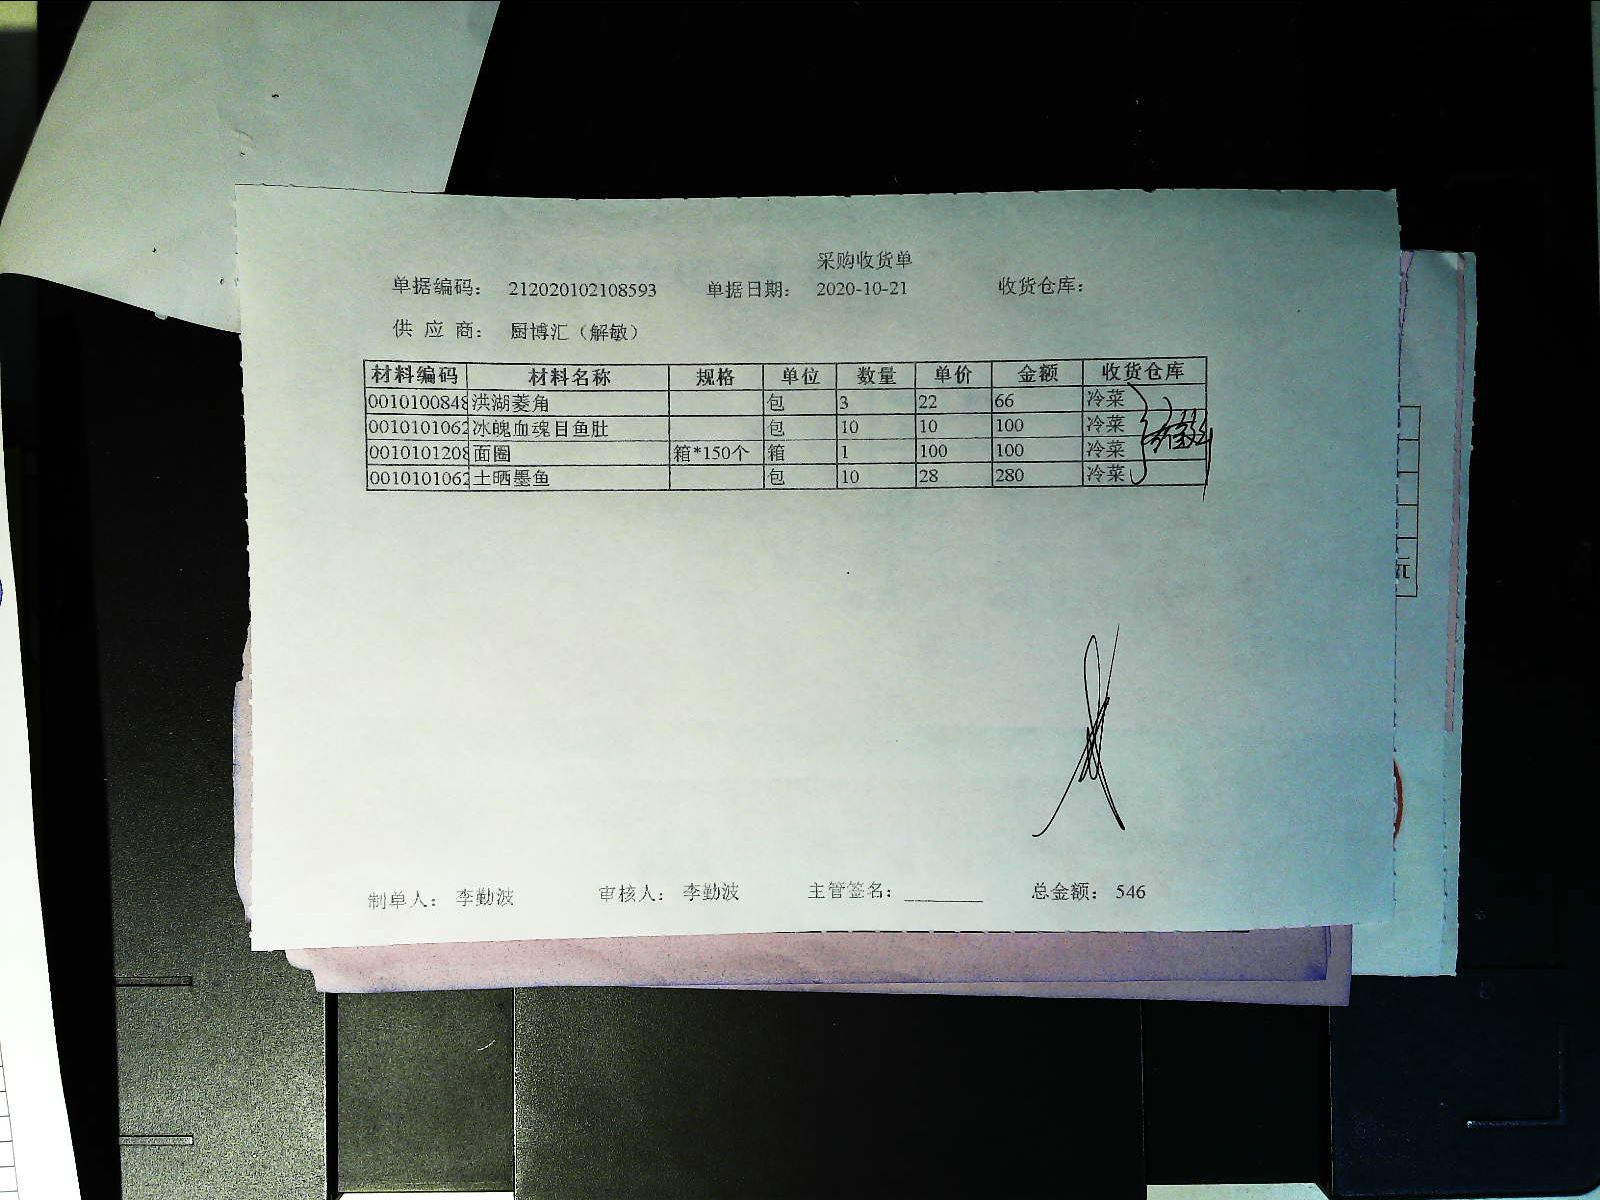 采购收货单
单据编码： 212020102108593 单据日期： 2020-10-21 收货仓库：
供 应 商： 厨博汇（解敏）
材料编码 材料名称 规格 单位 数量 单价 金额 收货仓库
0010100848 洪湖菱角 包 3 22 66 冷菜
0010101062 冰魄血魂目鱼肚 包 10 10 100 冷菜
0010101208 面圈 箱*150个 箱 1 100 100 冷菜
0010101062 土晒墨鱼 包 10 28 280 冷菜
元
制单人： 李勤波 审核人： 李勤波 主管签名： 总金额： 546